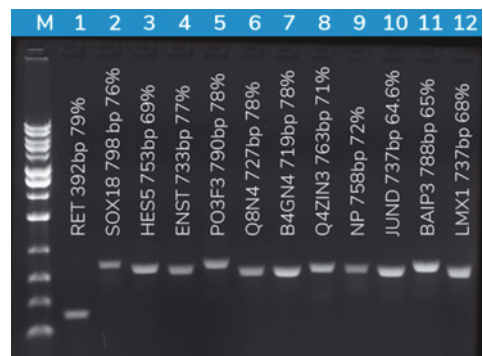 M 1 2 3 4 5 6 7 8 9 10 11 12
RET 392bp 79%
SOX18 798 bp 76%
HES5 753bp 69%
ENST 733bp 77%
PO3F3 790bp 78%
Q8N4 727bp 78%
B4GN4 719bp 78%
Q4ZIN3 763bp 71%
NP 758bp 72%
JUND 737bp 64.6%
BAIP3 788bp 65%
LMX1 737bp 68%